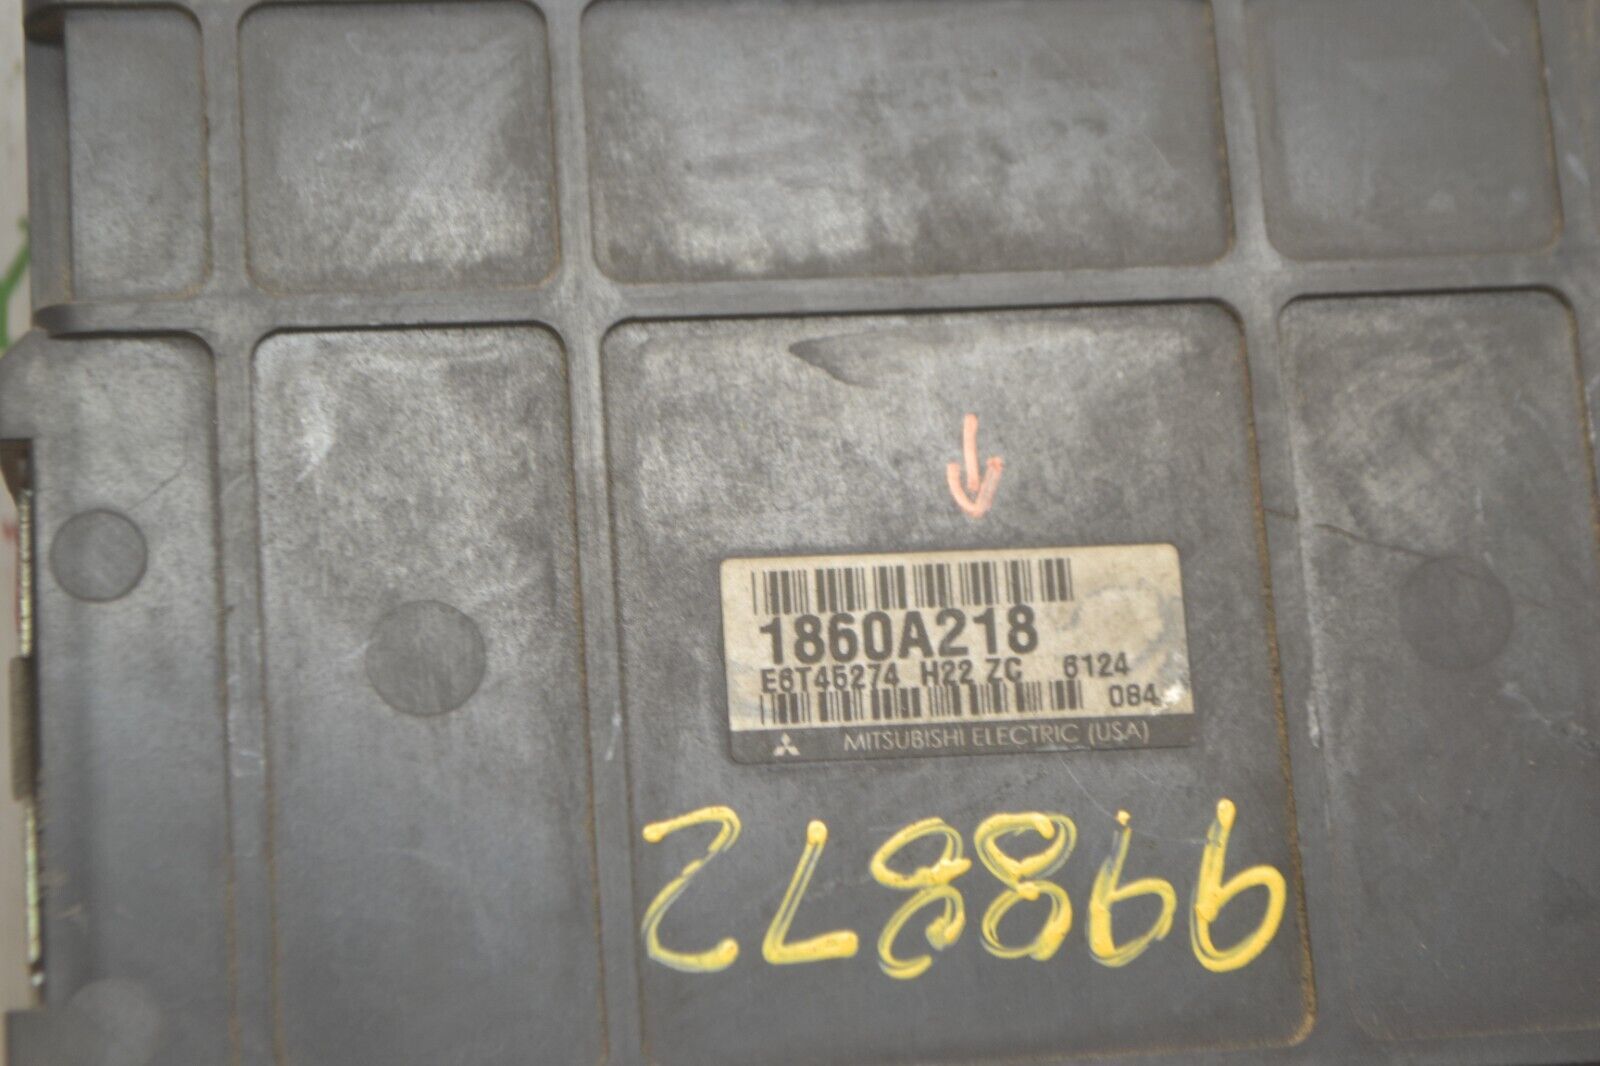 1860A218
E6T45274 H22 ZC 6124
084
MITSUBISHI ELECTRIC (USA)
998872